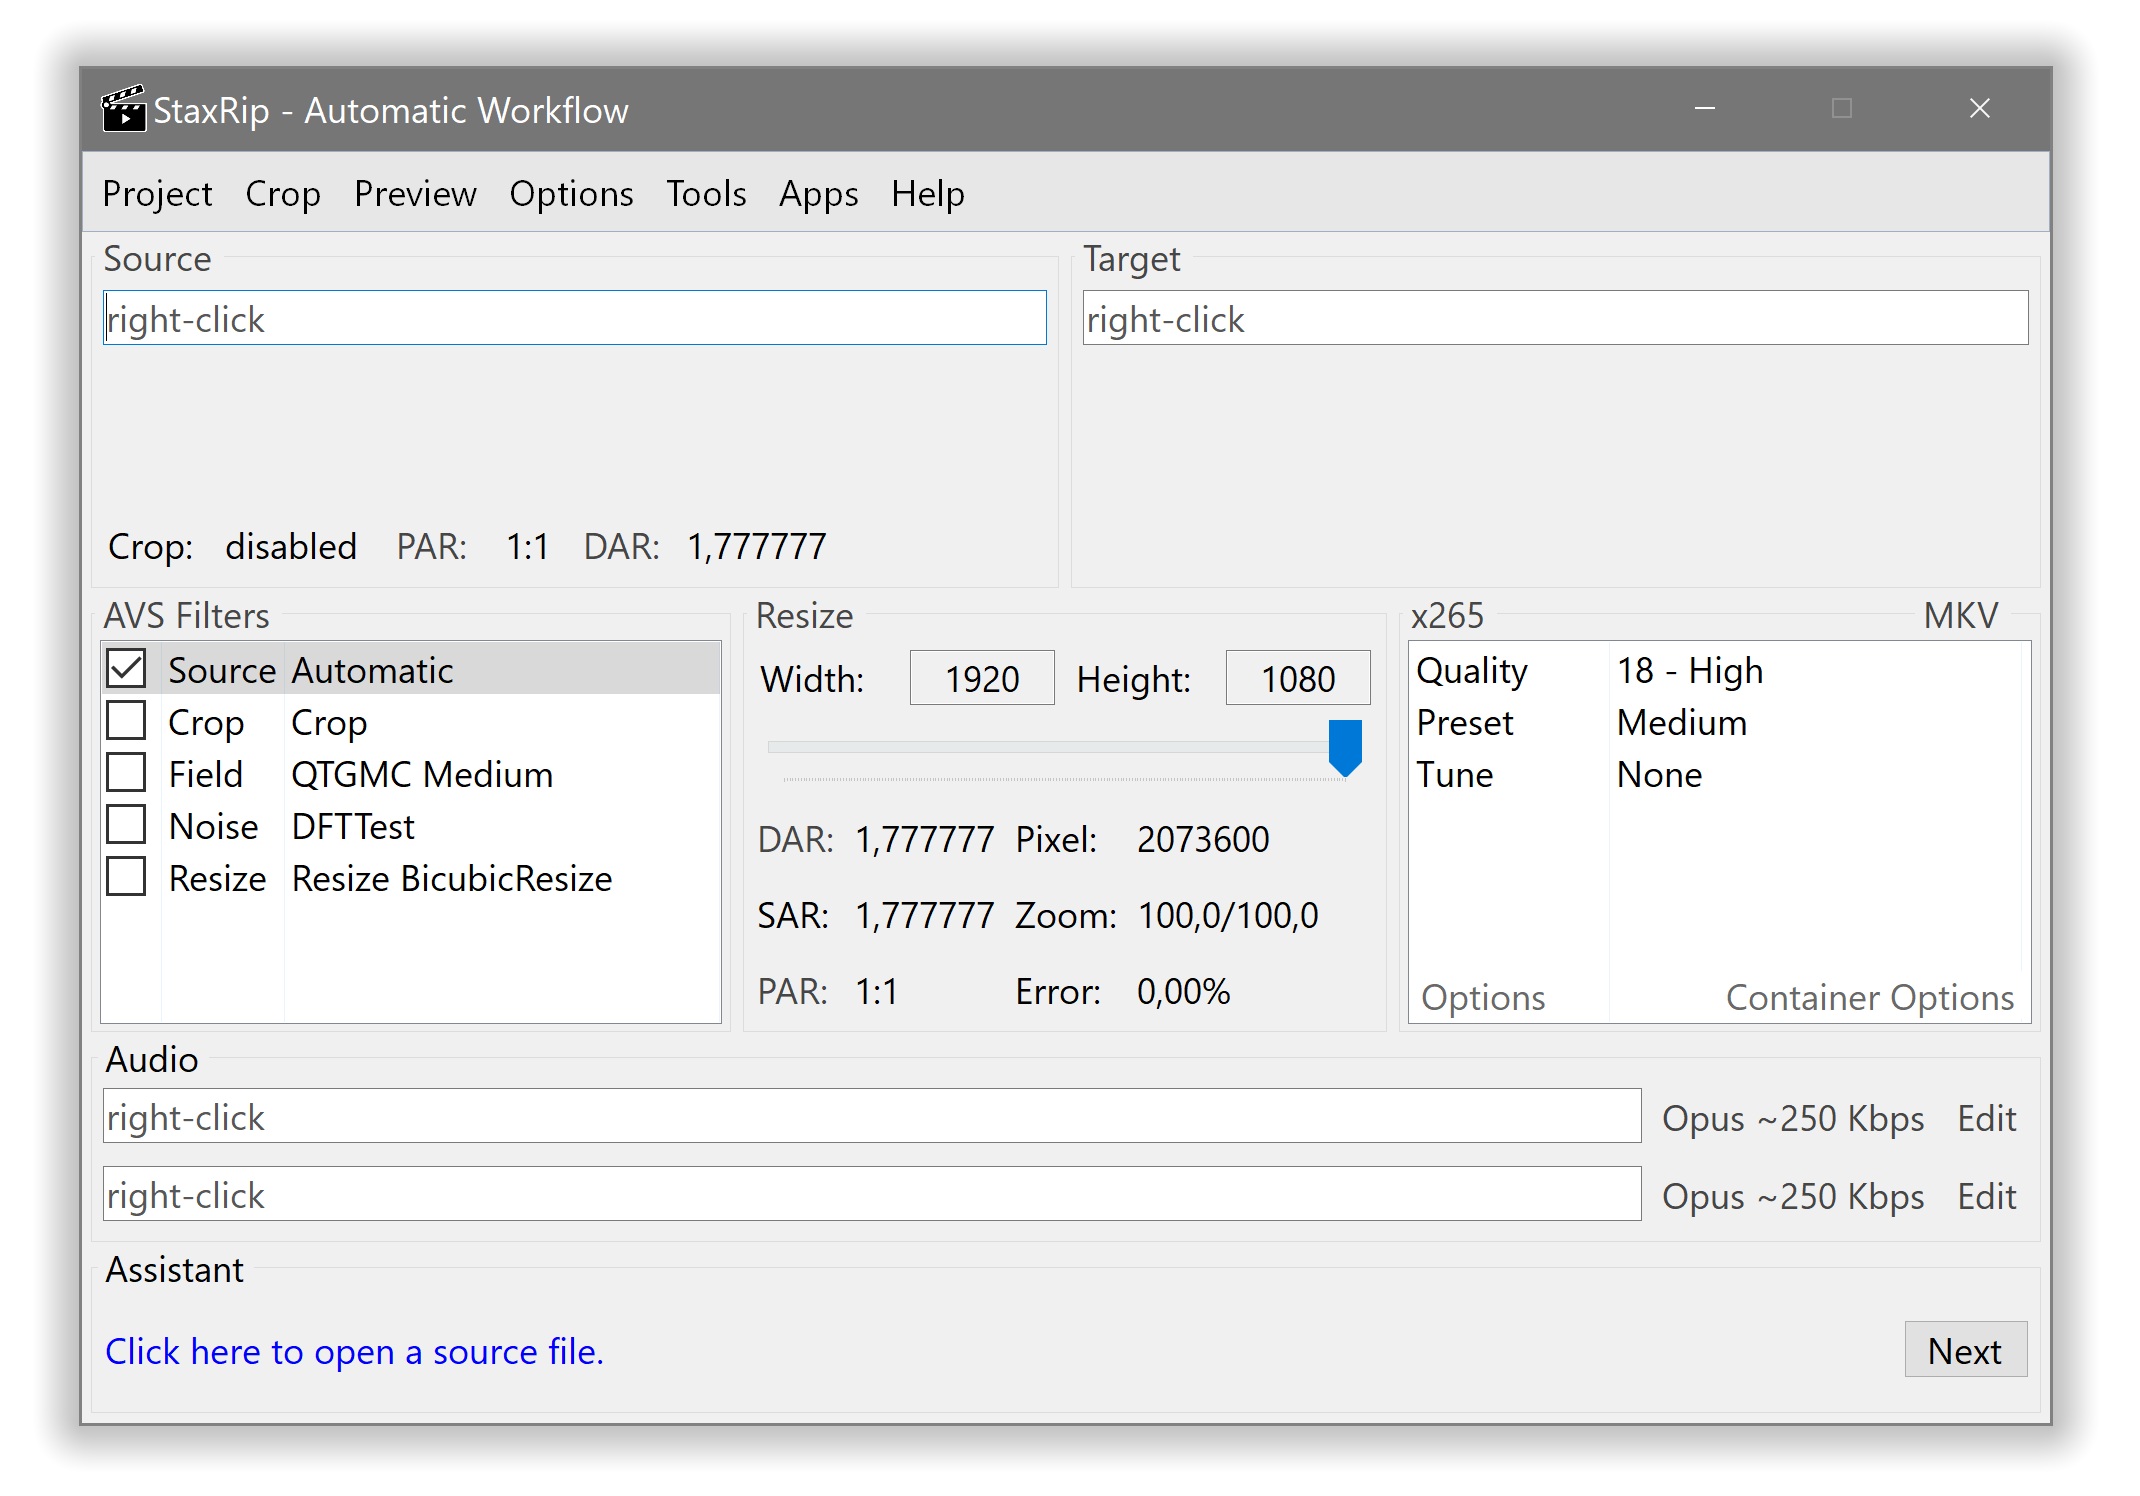 StaxRip - Automatic Workflow
Project Crop Preview Options Tools Apps Help
Source
right-click
Crop: disabled PAR: 1:1 DAR: 1,777777
Target
right-click
AVS Filters
Source Automatic
Crop Crop
Field QTGMC Medium
Noise DFTTest
Resize Resize BicubicResize
Resize
Width: 1920 Height: 1080
DAR: 1,777777 Pixel: 2073600
SAR: 1,777777 Zoom: 100,0/100,0
PAR: 1:1 Error: 0,00%
x265 MKV
Quality 18 - High
Preset Medium
Tune None
Options Container Options
Audio
right-click Opus ~250 Kbps Edit
right-click Opus ~250 Kbps Edit
Assistant
Click here to open a source file. Next